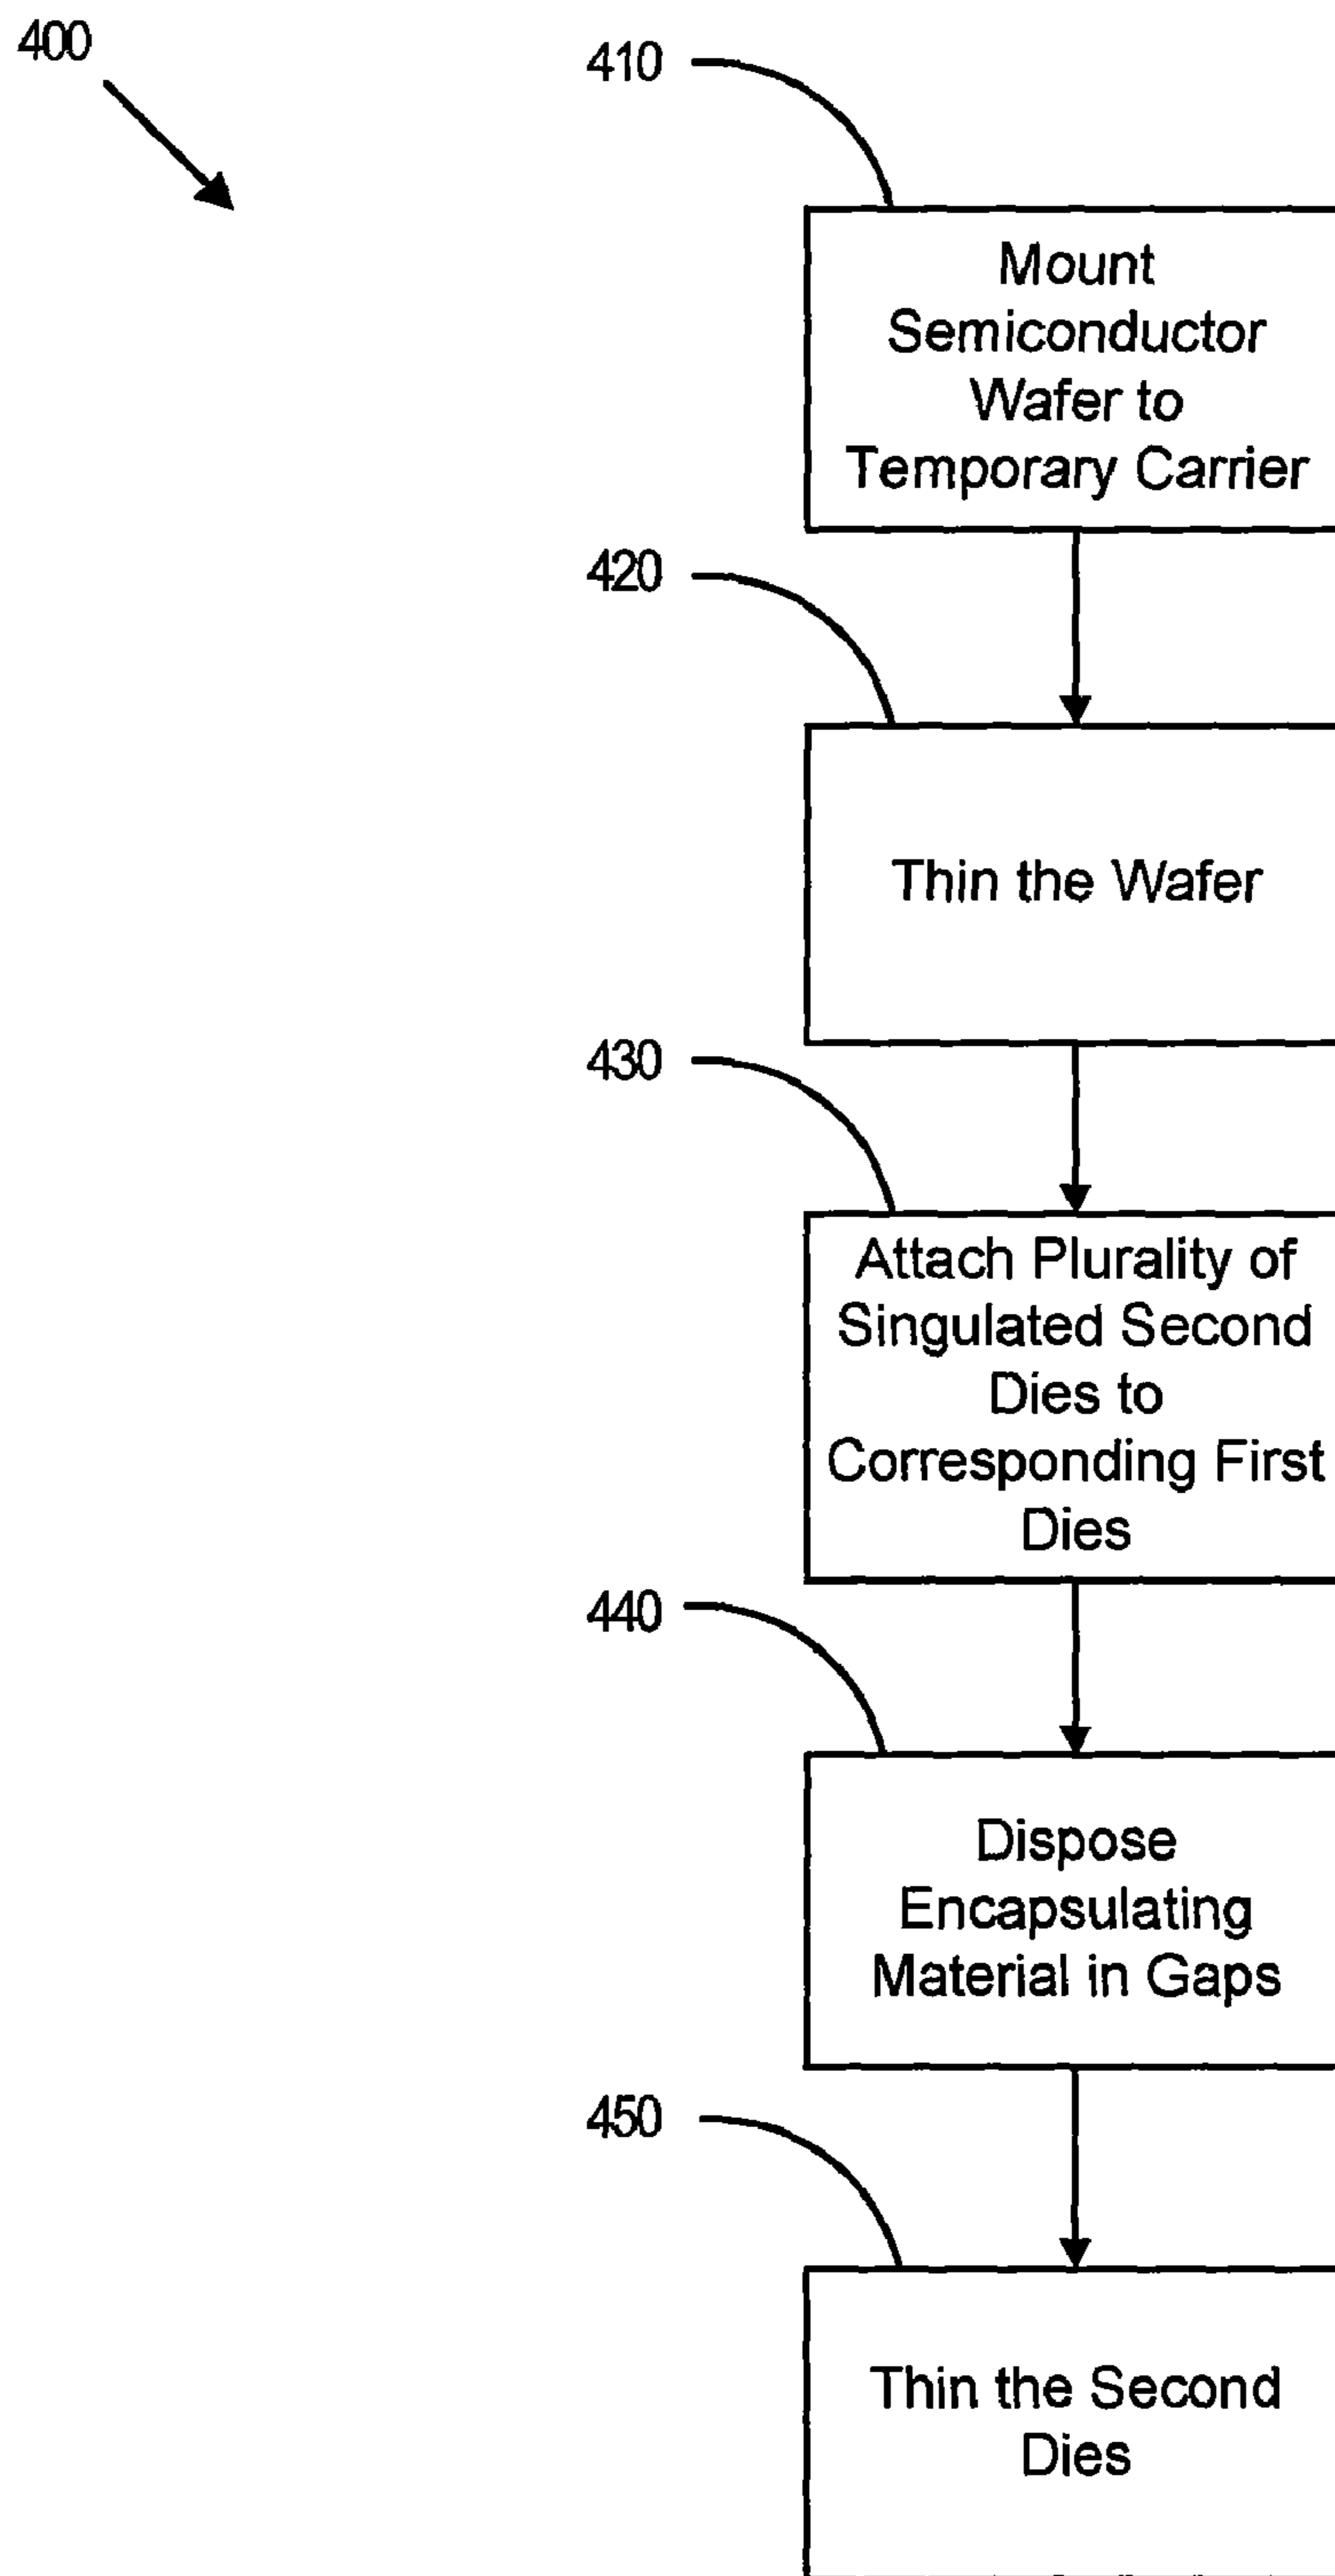 400
410
Mount
Semiconductor
Wafer to
Temporary Carrier
420
Thin the Wafer
430
Attach Plurality of
Singulated Second
Dies to
Corresponding First
Dies
440
Dispose
Encapsulating
Material in Gaps
450
Thin the Second
Dies